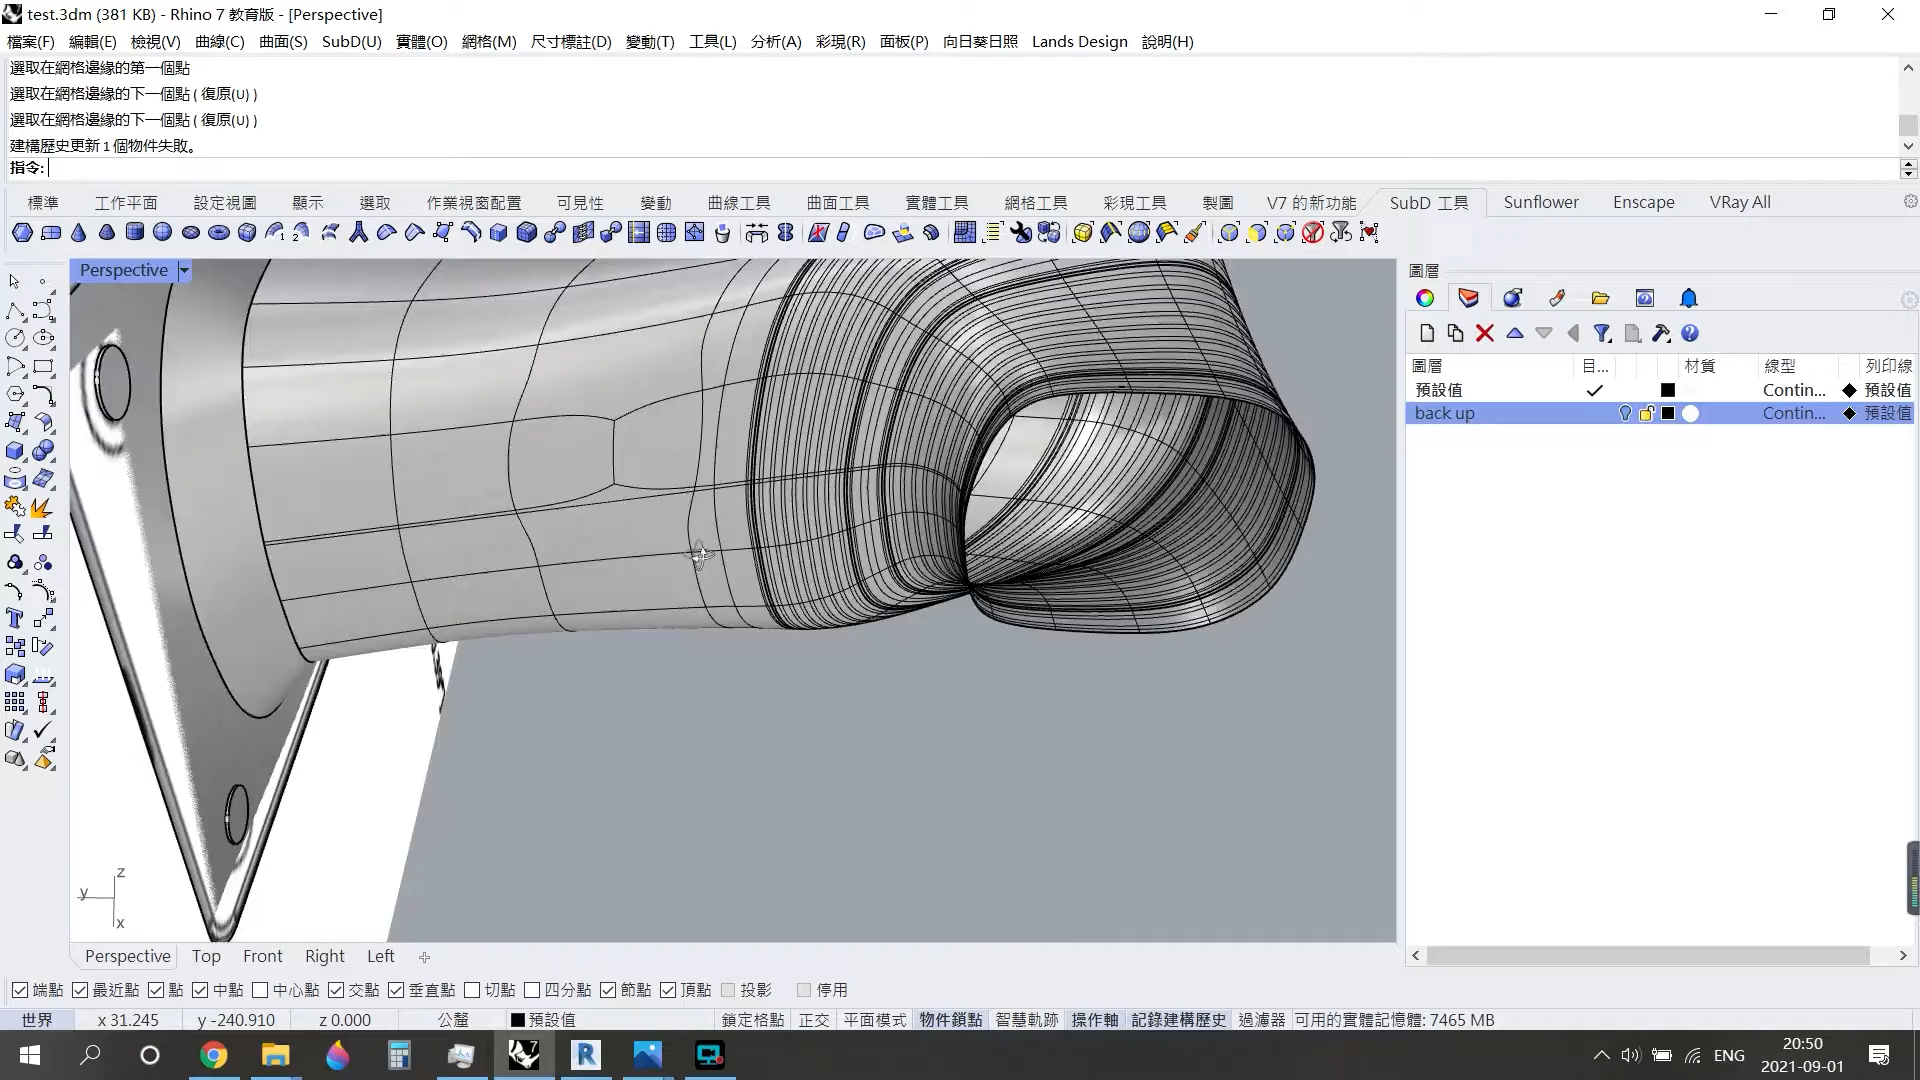 test.3dm (381 KB) - Rhino 7 教育版 - [Perspective]
檔案(F) 編輯(E) 檢視(V) 曲線(C) 曲面(S) SubD(U) 實體(O) 網格(M) 尺寸標註(D) 變動(T) 工具(L) 分析(A) 彩現(R) 面板(P) 向日葵日照 Lands Design 說明(H)
選取在網格邊緣的第一個點
選取在網格邊緣的下一個點 ( 復原(U) )
選取在網格邊緣的下一個點 ( 復原(U) )
建構歷史更新 1 個物件失敗。
指令:
標準 工作平面 設定視圖 顯示 選取 作業視窗配置 可見性 變動 曲線工具 曲面工具 實體工具 網格工具 彩現工具 製圖 V7 的新功能 SubD 工具 Sunflower Enscape VRay All
Perspective
圖層
圖層 目... 材質 線型 列印線
預設值 Contin... 預設值
back up Contin... 預設值
z
y
x
Perspective Top Front Right Left
端點 最近點 點 中點 中心點 交點 垂直點 切點 四分點 節點 頂點 投影 停用
世界 x 31.245 y -240.910 z 0.000 公釐 預設值 鎖定格點 正交 平面模式 物件鎖點 智慧軌跡 操作軸 記錄建構歷史 過濾器 可用的實體記憶體: 7465 MB
ENG
20:50
2021-09-01